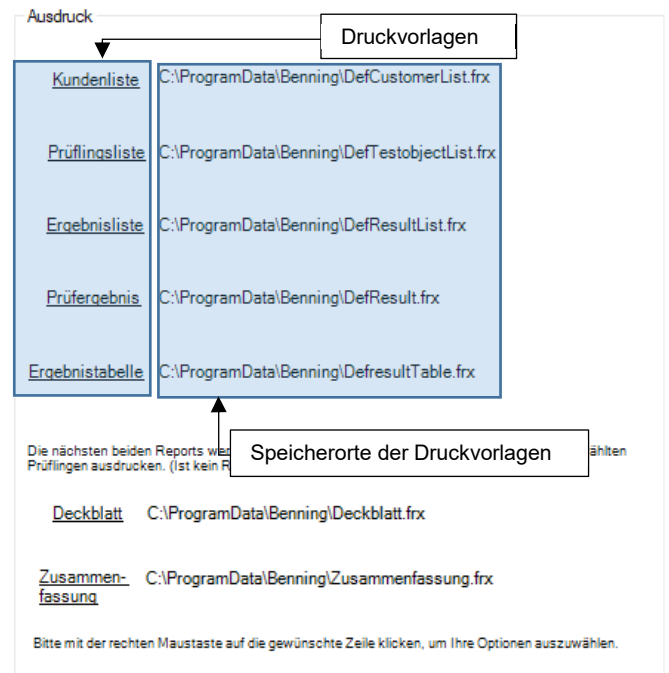 Ausdruck
Druckvorlagen
Kundenliste C:\ProgramData\Benning\DefCustomerList.frx
Prüflingsliste C:\ProgramData\Benning\DefTestobjectList.frx
Ergebnisliste C:\ProgramData\Benning\DefResultList.frx
Prüfergebnis C:\ProgramData\Benning\DefResult.frx
Ergebnistabelle C:\ProgramData\Benning\DefresultTable.frx
Speicherorte der Druckvorlagen
Die nächsten beiden Reports
Prüflingen ausdrucken. (Ist kein
Deckblatt C:\ProgramData\Benning\Deckblatt.frx
Zusammen- C:\ProgramData\Benning\Zusammenfassung.frx
fassung
Bitte mit der rechten Maustaste auf die gewünschte Zeile klicken, um Ihre Optionen auszuwählen.